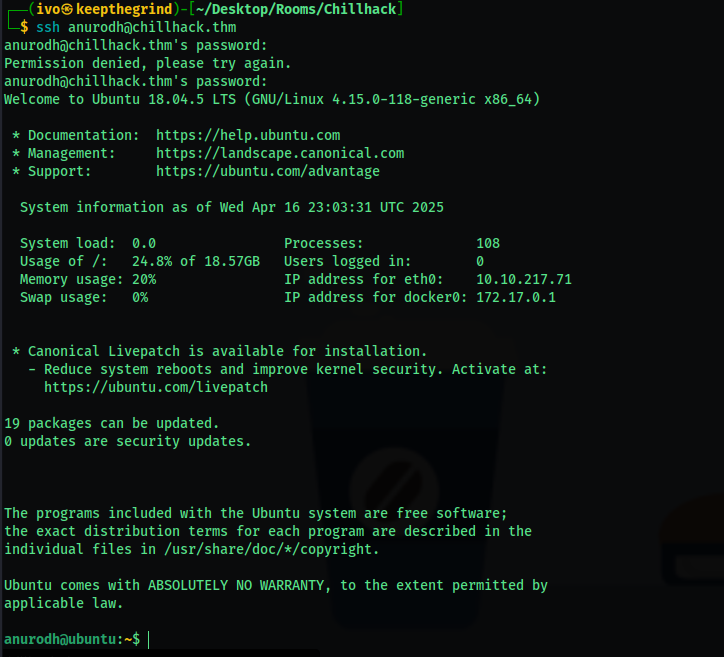 ┌──(ivo㉿keepthegrind)-[~/Desktop/Rooms/Chillhack]
└─$ ssh anurodh@chillhack.thm
anurodh@chillhack.thm's password:
Permission denied, please try again.
anurodh@chillhack.thm's password:
Welcome to Ubuntu 18.04.5 LTS (GNU/Linux 4.15.0-118-generic x86_64)
* Documentation:  https://help.ubuntu.com
* Management:     https://landscape.canonical.com
* Support:        https://ubuntu.com/advantage
System information as of Wed Apr 16 23:03:31 UTC 2025
System load:  0.0                Processes:              108
Usage of /:   24.8% of 18.57GB   Users logged in:        0
Memory usage: 20%                IP address for eth0:    10.10.217.71
Swap usage:   0%                 IP address for docker0: 172.17.0.1
* Canonical Livepatch is available for installation.
- Reduce system reboots and improve kernel security. Activate at:
https://ubuntu.com/livepatch
19 packages can be updated.
0 updates are security updates.
The programs included with the Ubuntu system are free software;
the exact distribution terms for each program are described in the
individual files in /usr/share/doc/*/copyright.
Ubuntu comes with ABSOLUTELY NO WARRANTY, to the extent permitted by
applicable law.
anurodh@ubuntu:~$